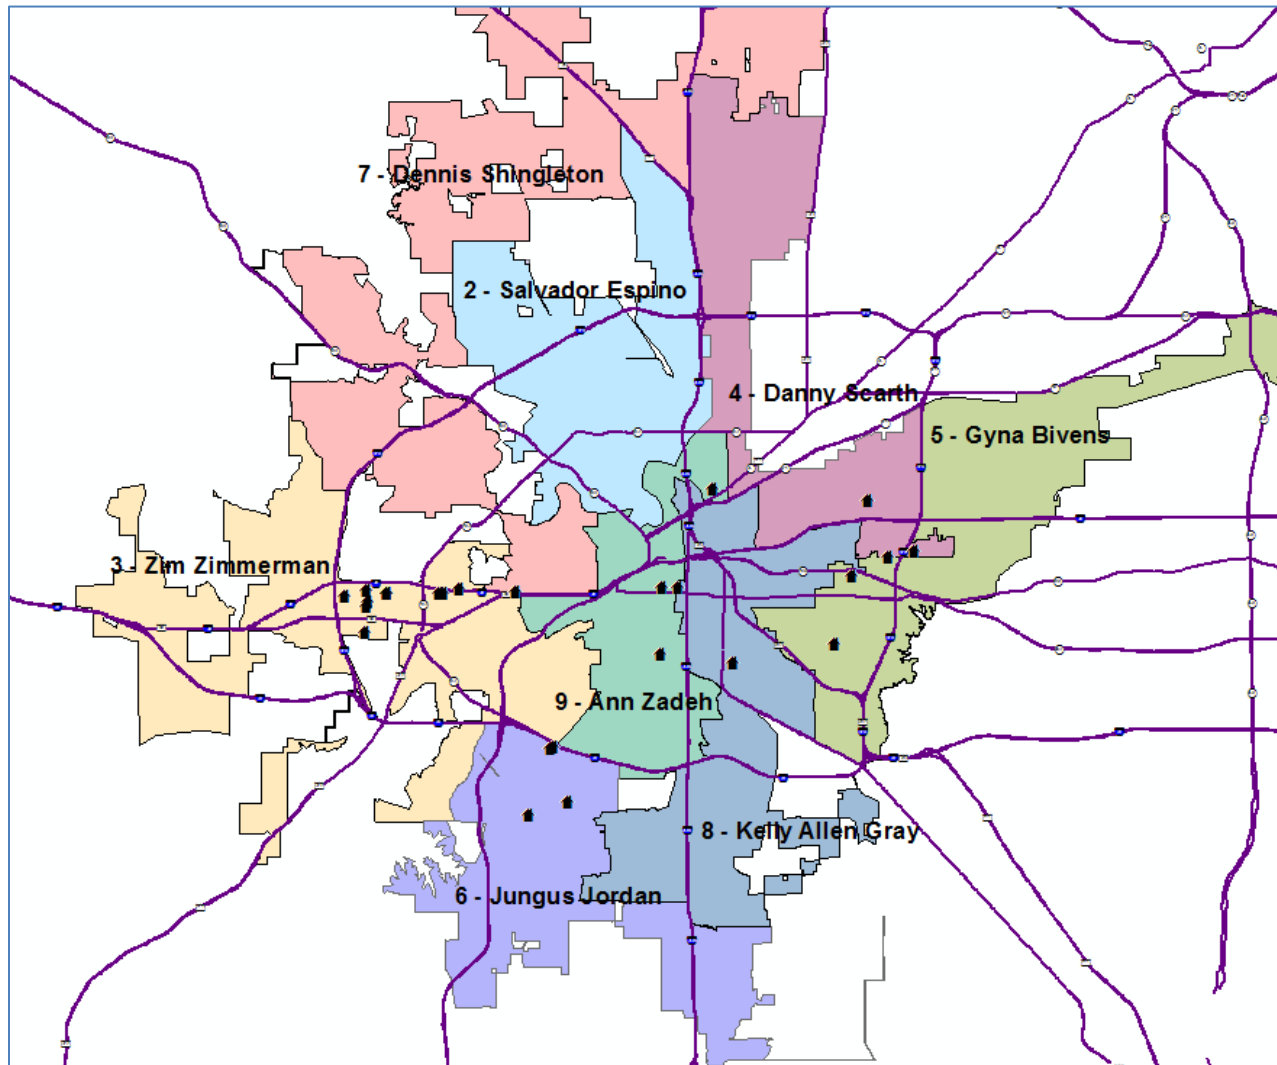 7 - Dennis Shingleton
2 - Salvador Espino
4 - Danny Scarth
5 - Gyna Bivens
3 - Zim Zimmerman
9 - Ann Zadeh
8 - Kelly Allen Gray
6 - Jungus Jordan